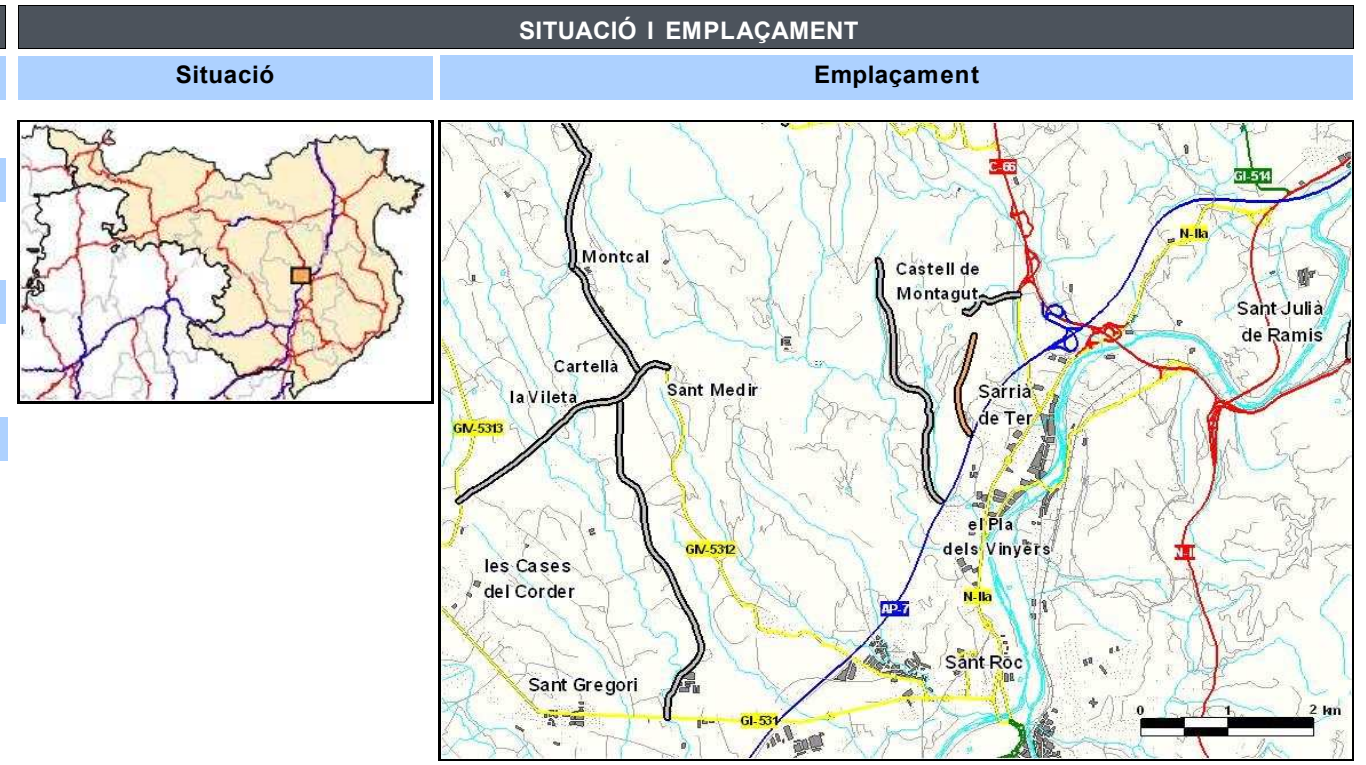 SITUACIÓ I EMPLAÇAMENT
Situació
Emplaçament
C-66
GI-514
N-IIa
Montcal
Castell de
Montagut
Sant Julià
de Ramis
Cartellà
la Vileta
Sant Medir
Sarrià
de Ter
GIV-5313
el Pla
dels Vinyers
GIV-5312
N-II
les Cases
del Corder
N-IIa
AP-7
Sant Roc
Sant Gregori
GI-531
0 1 2 km